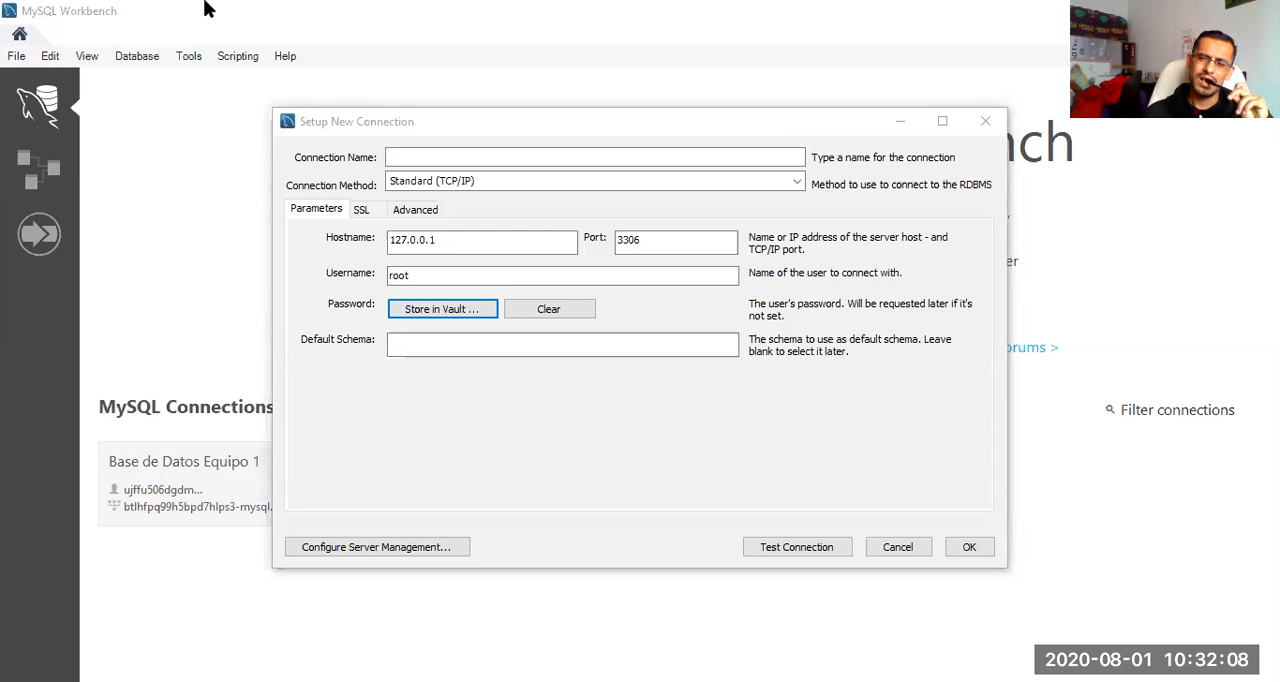 MySQL Workbench
File Edit View Database Tools Scripting Help
nch
Setup New Connection
Connection Name: Type a name for the connection
Connection Method: Standard (TCP/IP) Method to use to connect to the RDBMS
Parameters SSL Advanced
Hostname: 127.0.0.1 Port: 3306 Name or IP address of the server host - and
TCP/IP port.
Username: root Name of the user to connect with.
Password: Store in Vault ... Clear The user's password. Will be requested later if it's
not set.
Default Schema: The schema to use as default schema. Leave
blank to select it later.
er
orums >
MySQL Connections
Filter connections
Base de Datos Equipo 1
ujffu506dgdm...
btlhfpq99h5bpd7hlps3-mysql.
Configure Server Management... Test Connection Cancel OK
2020-08-01 10:32:08